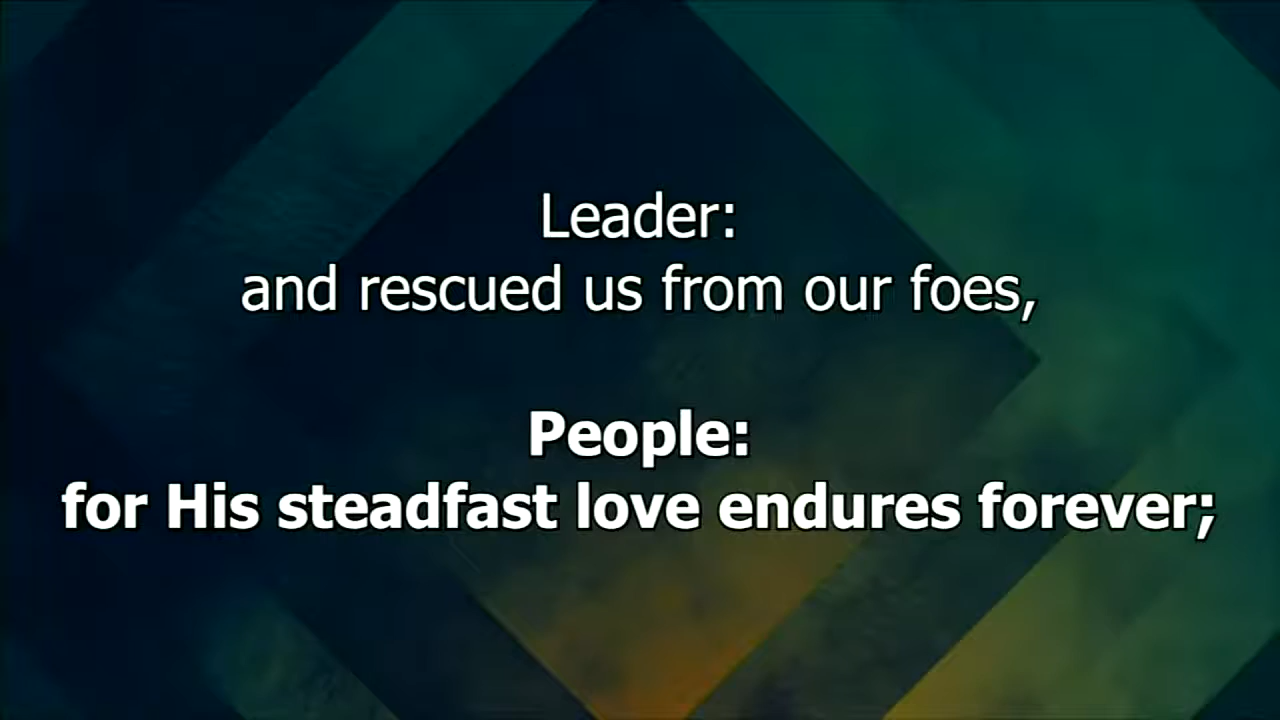 Leader:
and rescued us from our foes,
People:
for His steadfast love endures forever;